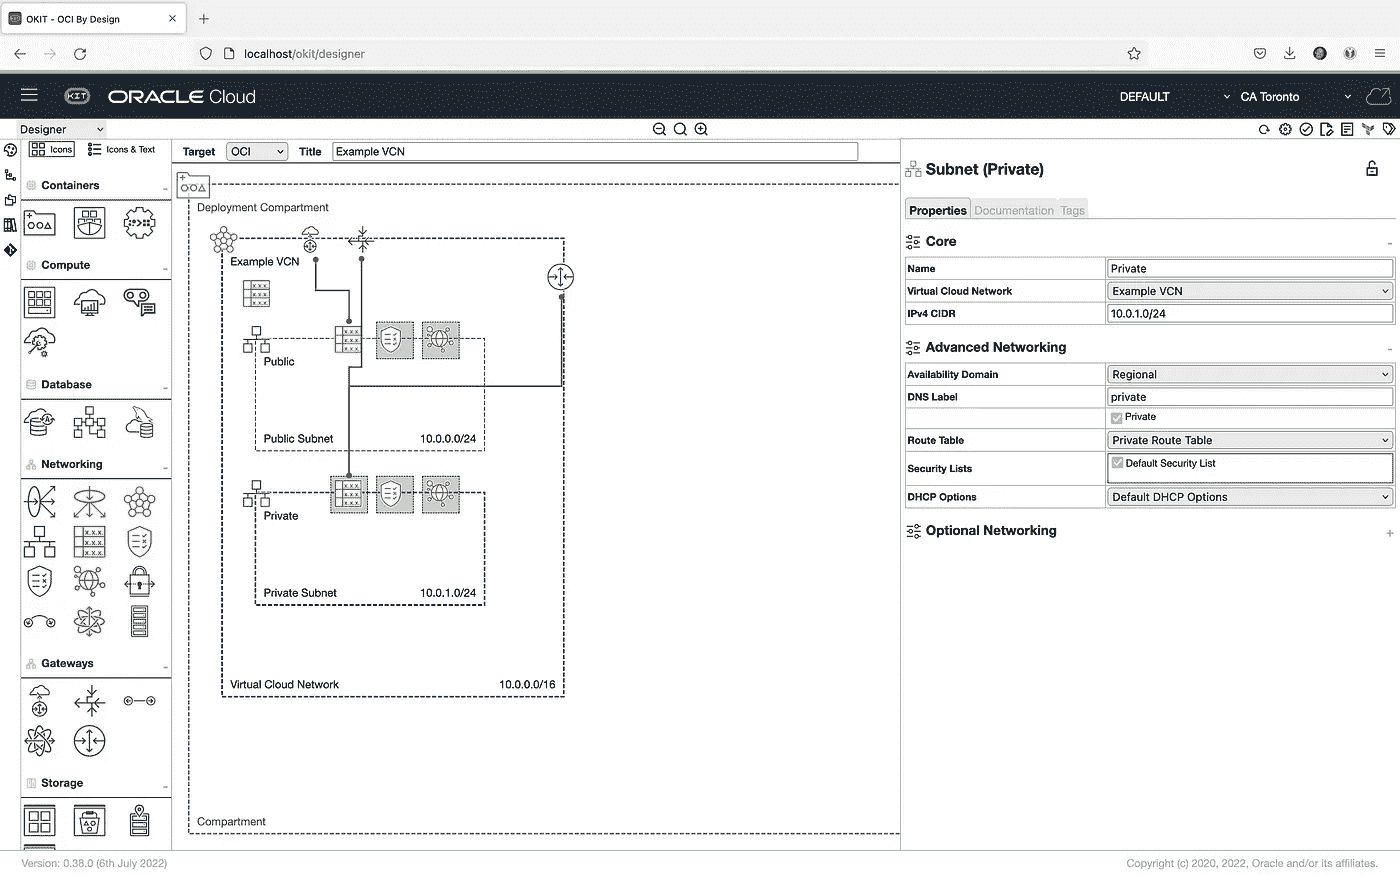 OKIT - OCI By Design
localhost/okit/designer
KIT ORACLE Cloud
DEFAULT
CA Toronto
Designer
Icons
Icons & Text
Target
OCI
Title
Example VCN
Containers
Compute
Database
Networking
Gateways
Storage
Deployment Compartment
Example VCN
Public
Public Subnet
10.0.0.0/24
Private
Private Subnet
10.0.1.0/24
Virtual Cloud Network
10.0.0.0/16
Compartment
Subnet (Private)
Properties
Documentation
Tags
Core
Name
Private
Virtual Cloud Network
Example VCN
IPv4 CIDR
10.0.1.0/24
Advanced Networking
Availability Domain
Regional
DNS Label
private
Private
Route Table
Private Route Table
Security Lists
Default Security List
DHCP Options
Default DHCP Options
Optional Networking
Version: 0.38.0 (6th July 2022)
Copyright (c) 2020, 2022, Oracle and/or its affiliates.